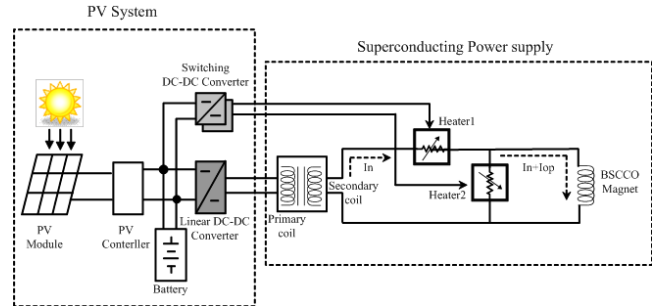 PV System
Superconducting Power supply
Switching
DC-DC Converter
Heater1
In
In+Iop
BSCCO
Magnet
Secondary
coil
Heater2
Primary
coil
Linear DC-DC
Converter
PV
Module
PV
Conterller
Battery